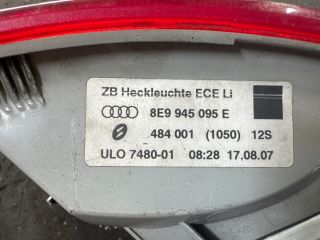 ZB Heckleuchte ECE Li
8E9 945 095 E
484 001 (1050) 12S
ULO 7480-01 08:28 17.08.07